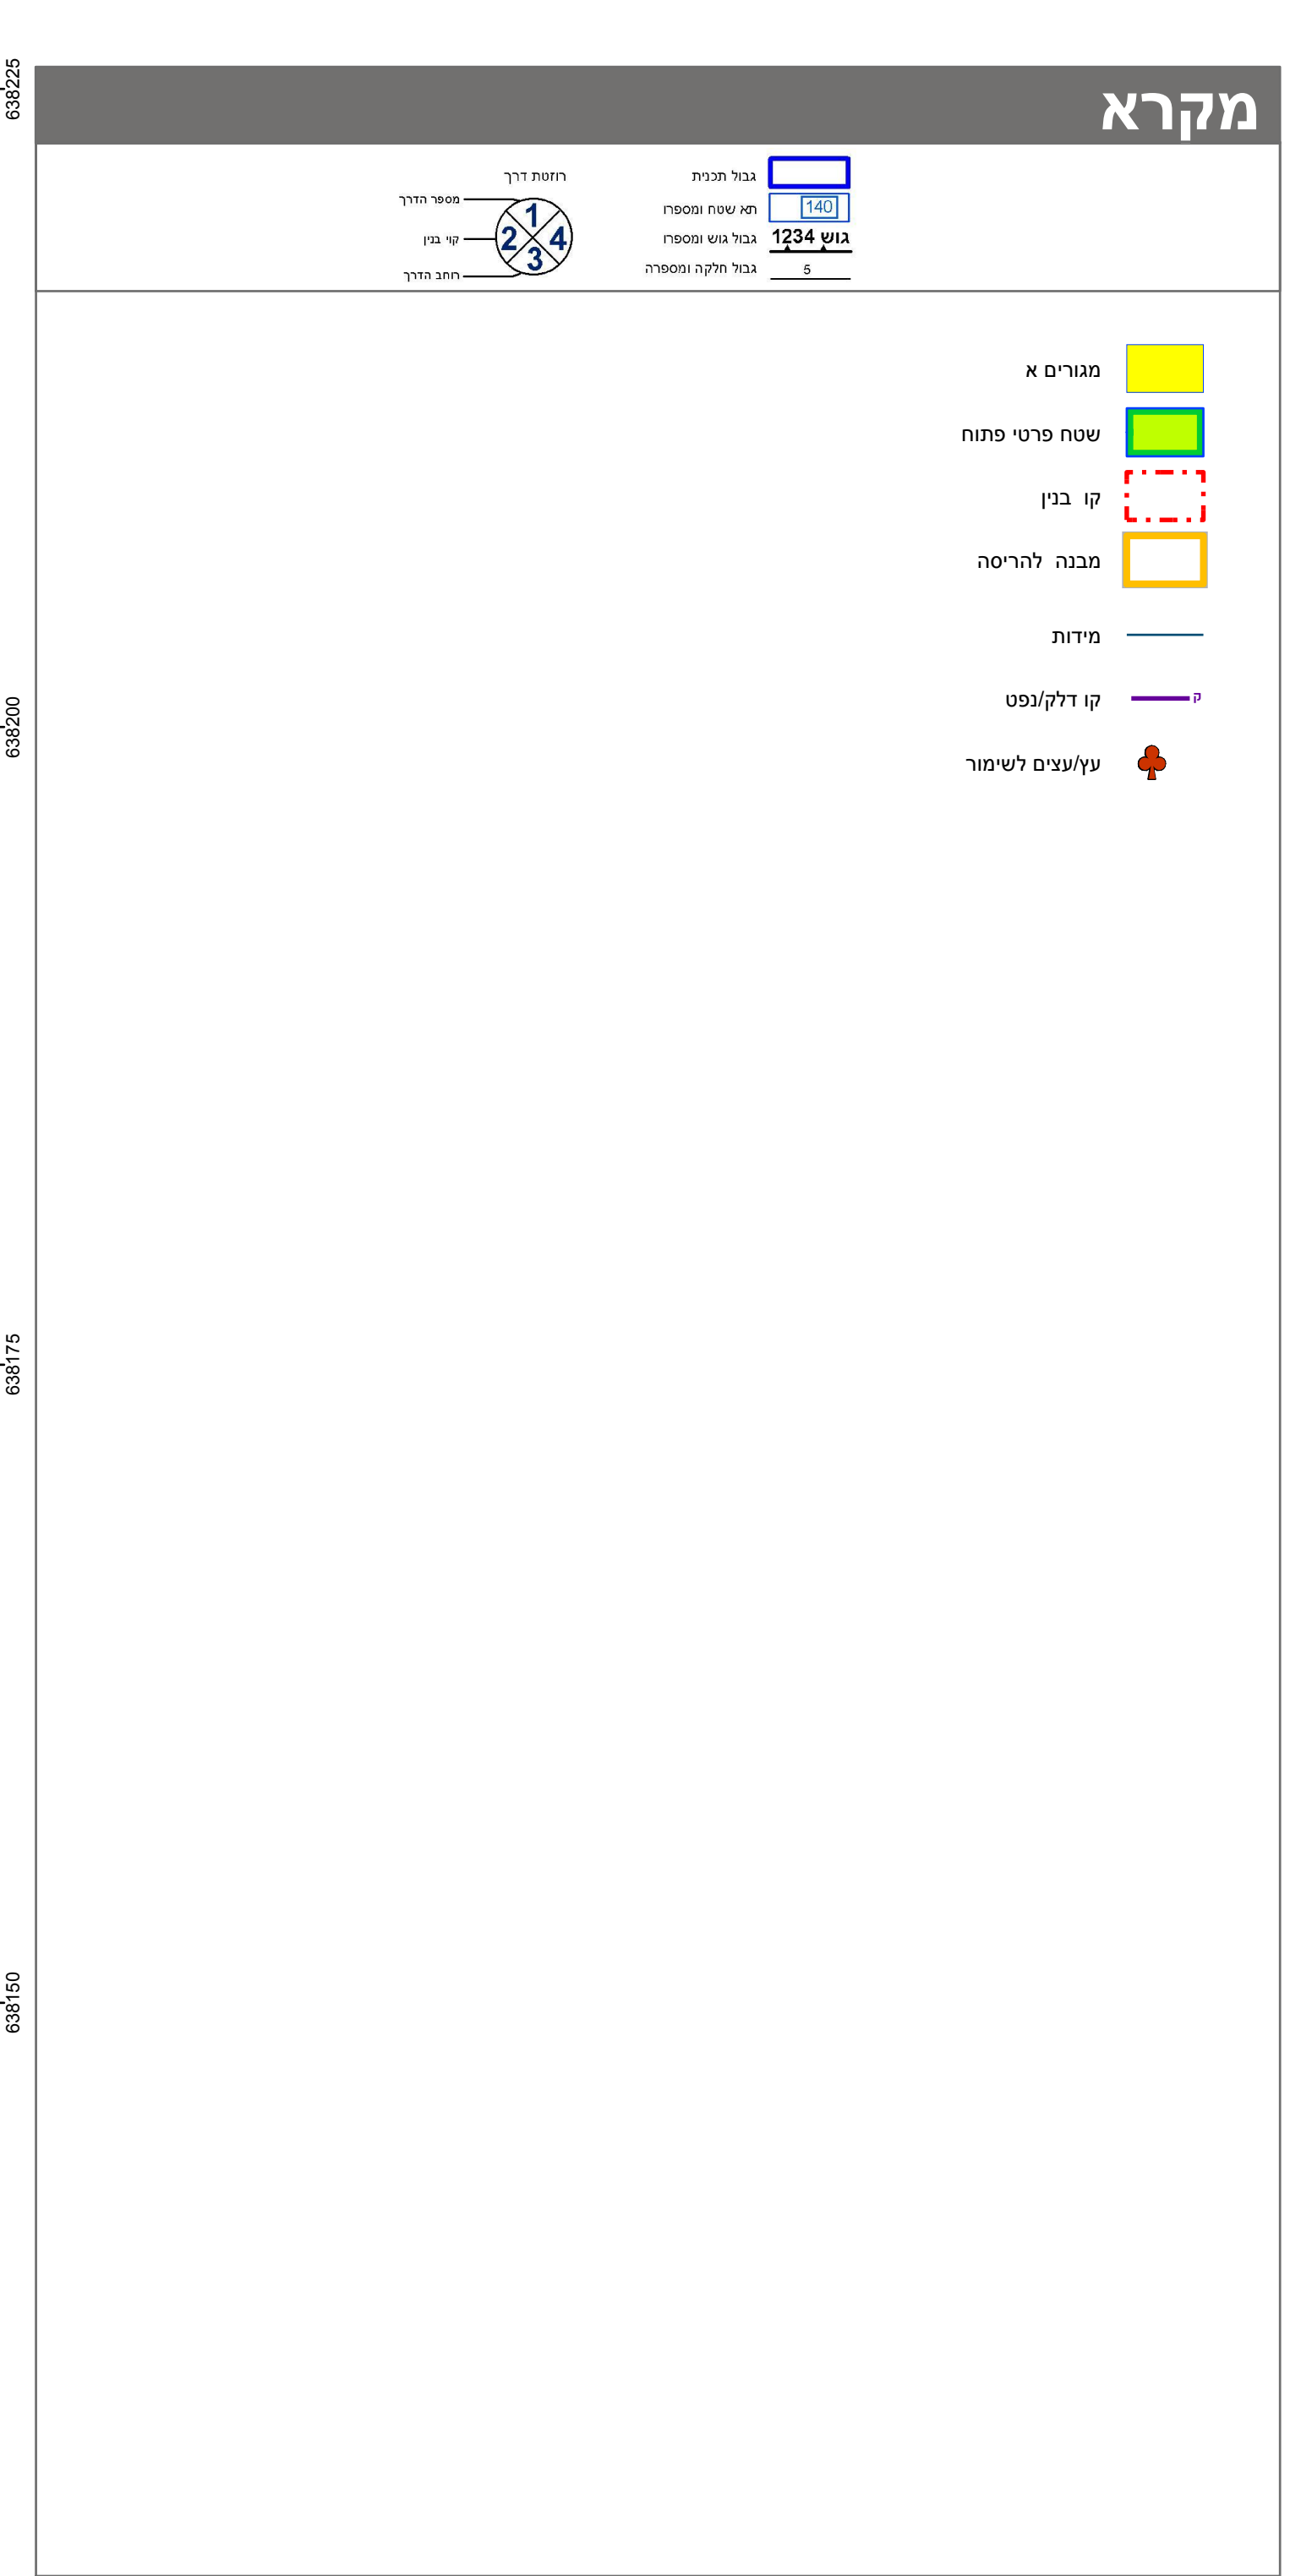 מקרא
גבול תכנית
140
תא שטח ומספרו
גוש 1234
גבול גוש ומספרו
5
גבול חלקה ומספרה
רוזטת דרך
מספר הדרך
קוי בנין
רוחב הדרך
1
2
4
3
מגורים א
שטח פרטי פתוח
קו בנין
מבנה להריסה
מידות
ק
קו דלק/נפט
עץ/עצים לשימור
638225
638200
638175
638150